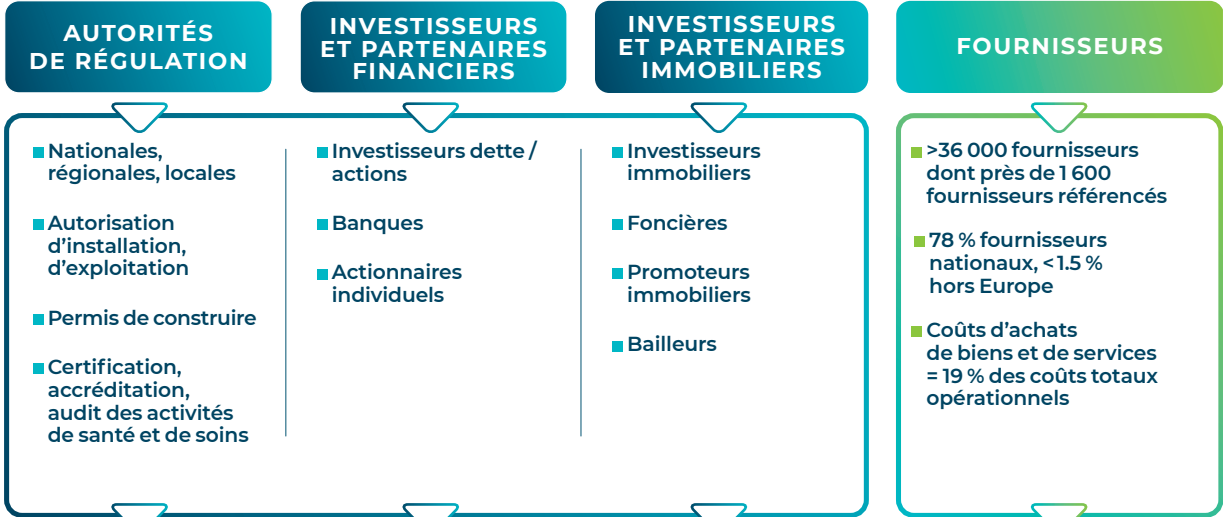 AUTORITÉS
DE RÉGULATION
Nationales,
régionales, locales
Autorisation
d’installation,
d’exploitation
Permis de construire
Certification,
accréditation,
audit des activités
de santé et de soins
INVESTISSEURS
ET PARTENAIRES
FINANCIERS
Investisseurs dette /
actions
Banques
Actionnaires
individuels
INVESTISSEURS
ET PARTENAIRES
IMMOBILIERS
Investisseurs
immobiliers
Foncières
Promoteurs
immobiliers
Bailleurs
FOURNISSEURS
>36 000 fournisseurs
dont près de 1 600
fournisseurs référencés
78 % fournisseurs
nationaux, < 1.5 %
hors Europe
Coûts d’achats
de biens et de services
= 19 % des coûts totaux
opérationnels